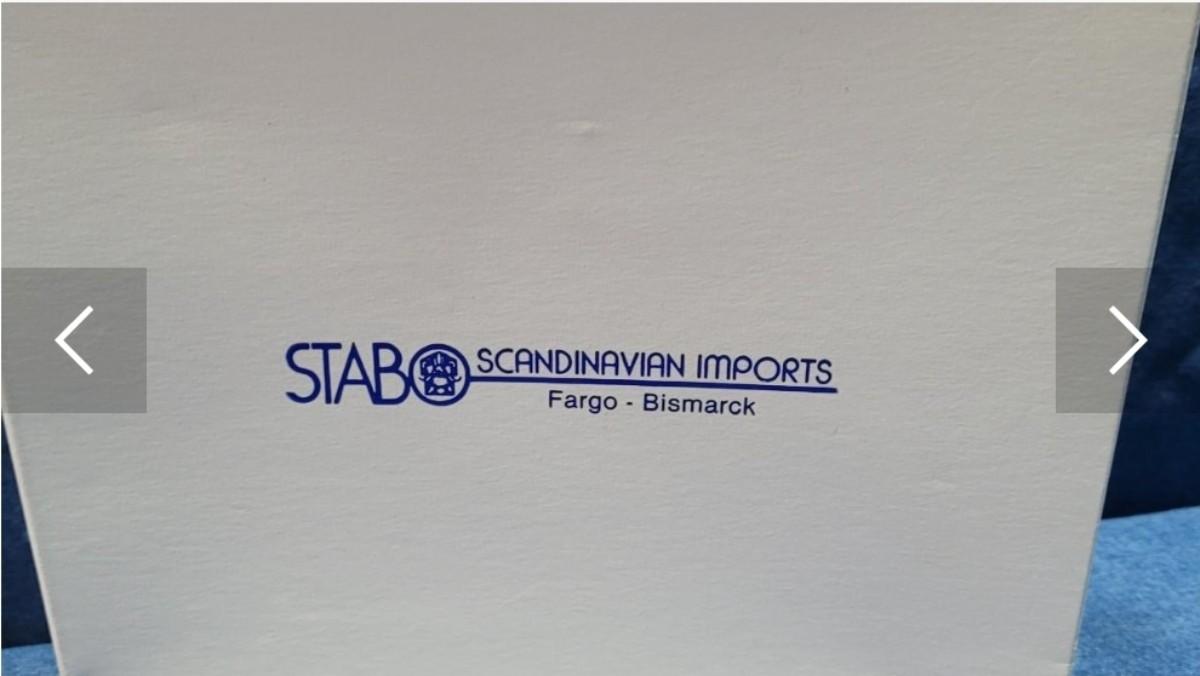 STABO SCANDINAVIAN IMPORTS
Fargo - Bismarck